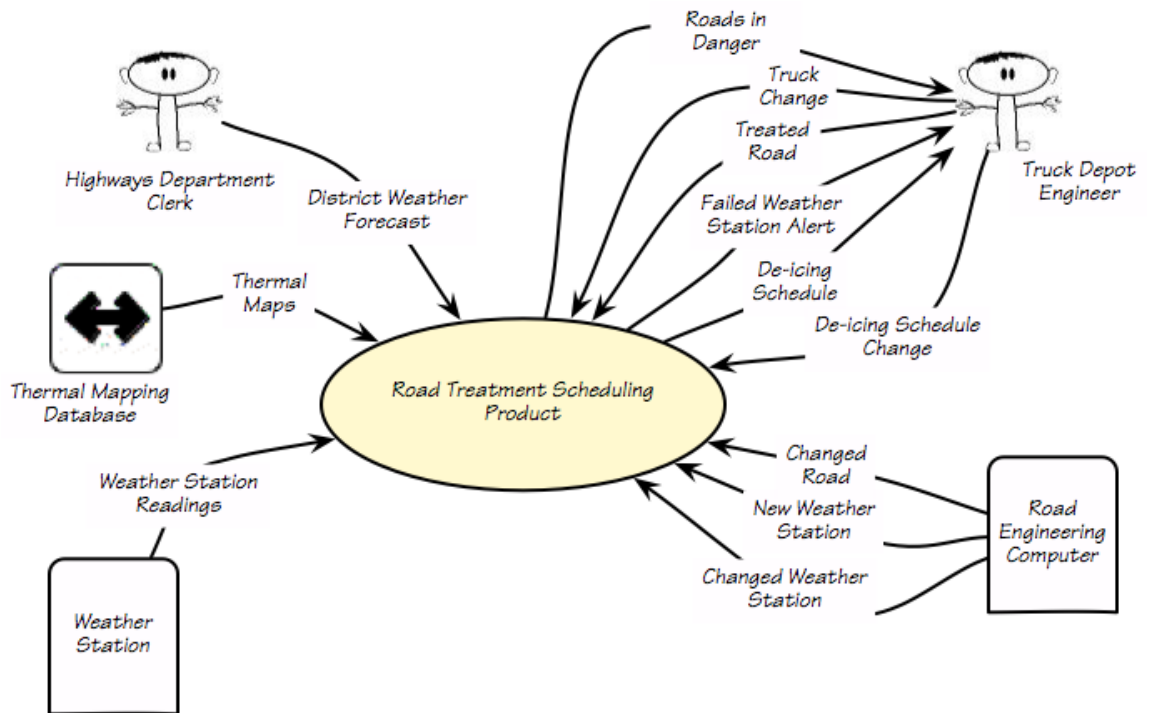 Roads in
Danger
Truck
Change
Treated
Road
Highways Department
Clerk
Truck Depot
Engineer
District Weather
Forecast
Failed Weather
Station Alert
Thermal
Maps
De-icing
Schedule
De-icing Schedule
Change
Thermal Mapping
Database
Road Treatment Scheduling
Product
Weather Station
Readings
Changed
Road
New Weather
Station
Road
Engineering
Computer
Changed Weather
Station
Weather
Station